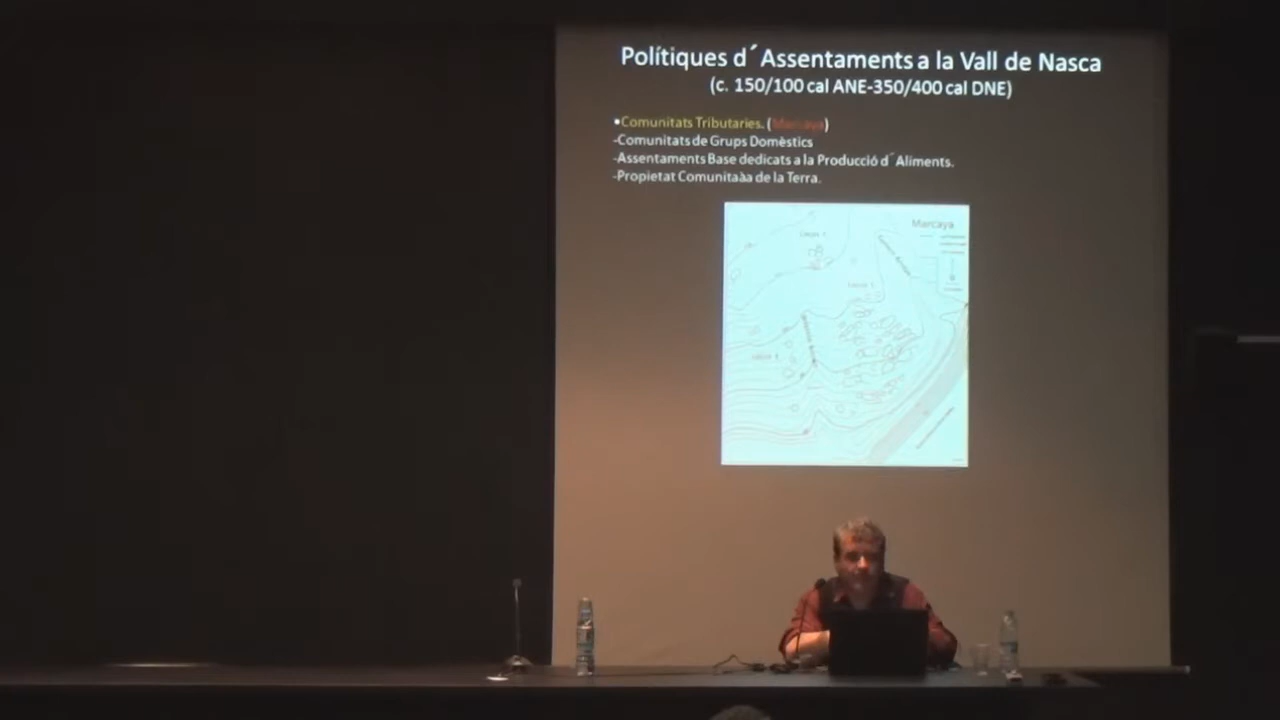 Polítiques d´Assentaments a la Vall de Nasca
(c. 150/100 cal ANE-350/400 cal DNE)
•Comunitats Tributaries. (Marcaya)
-Comunitats de Grups Domèstics
-Assentaments Base dedicats a la Producció d´Aliments.
-Propietat Comunitaàa de la Terra.
Marcaya